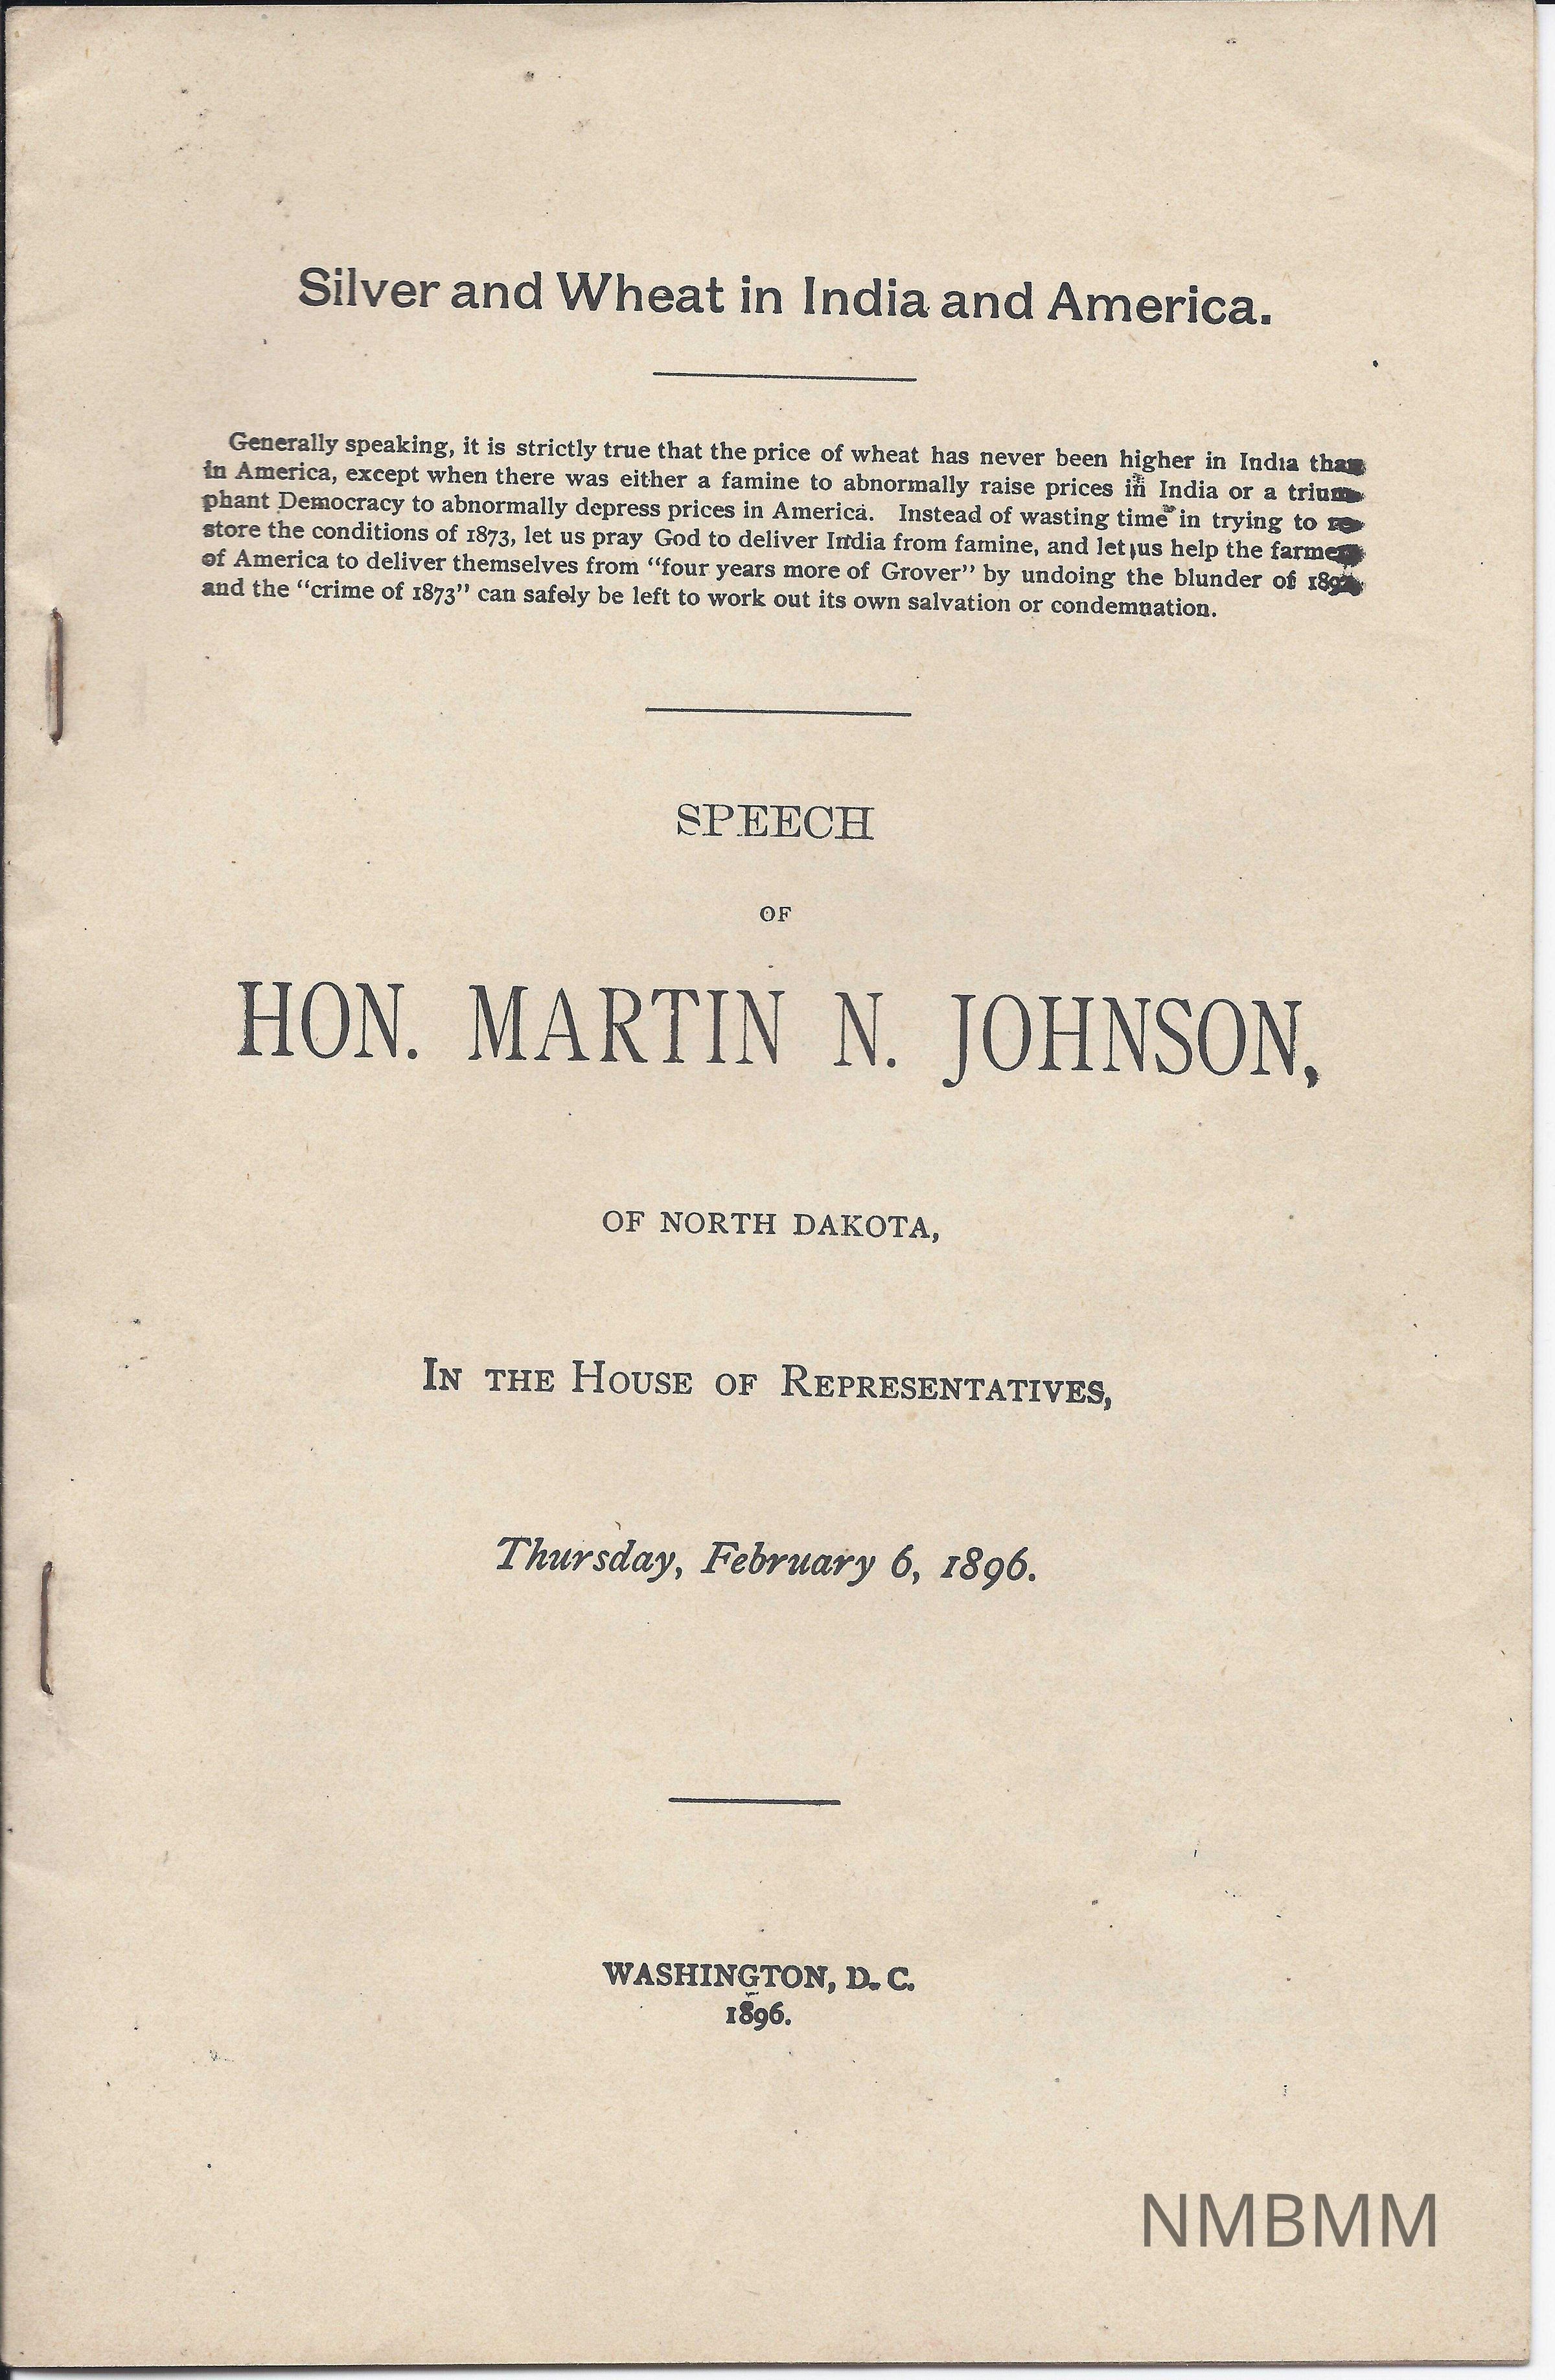 Silver and Wheat in India and America.
Generally speaking, it is strictly true that the price of wheat has never been higher in India than
in America, except when there was either a famine to abnormally raise prices in India or a trium-
phant Democracy to abnormally depress prices in America. Instead of wasting time in trying to re-
store the conditions of 1873, let us pray God to deliver India from famine, and let us help the farmers
of America to deliver themselves from "four years more of Grover" by undoing the blunder of
and the "crime of 1873" can safely be left to work out its own salvation or condemnation.
SPEECH
OF
HON. MARTIN N. JOHNSON,
OF NORTH DAKOTA,
IN THE HOUSE OF REPRESENTATIVES,
Thursday, February 6, 1896.
WASHINGTON, D. C.
1896.
NMBMM